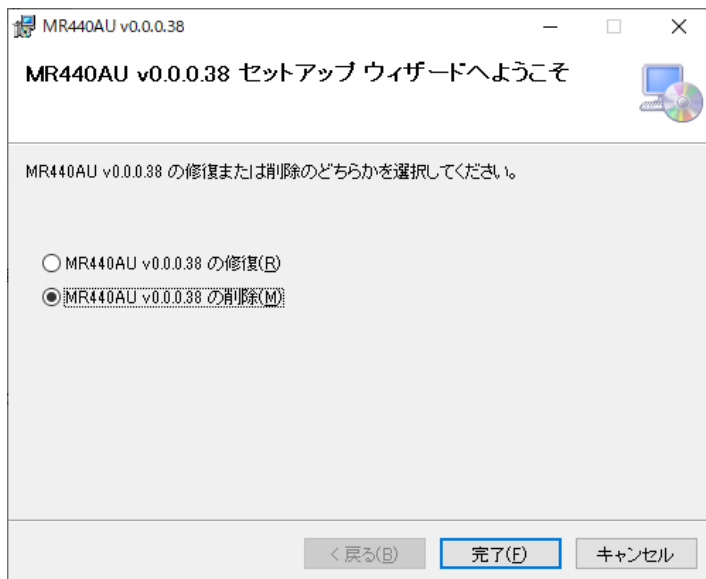 MR440AU v0.0.0.38
MR440AU v0.0.0.38 セットアップ ウィザードへようこそ
MR440AU v0.0.0.38 の修復または削除のどちらかを選択してください。
MR440AU v0.0.0.38 の修復(R)
MR440AU v0.0.0.38 の削除(M)
< 戻る(B)
完了(F)
キャンセル